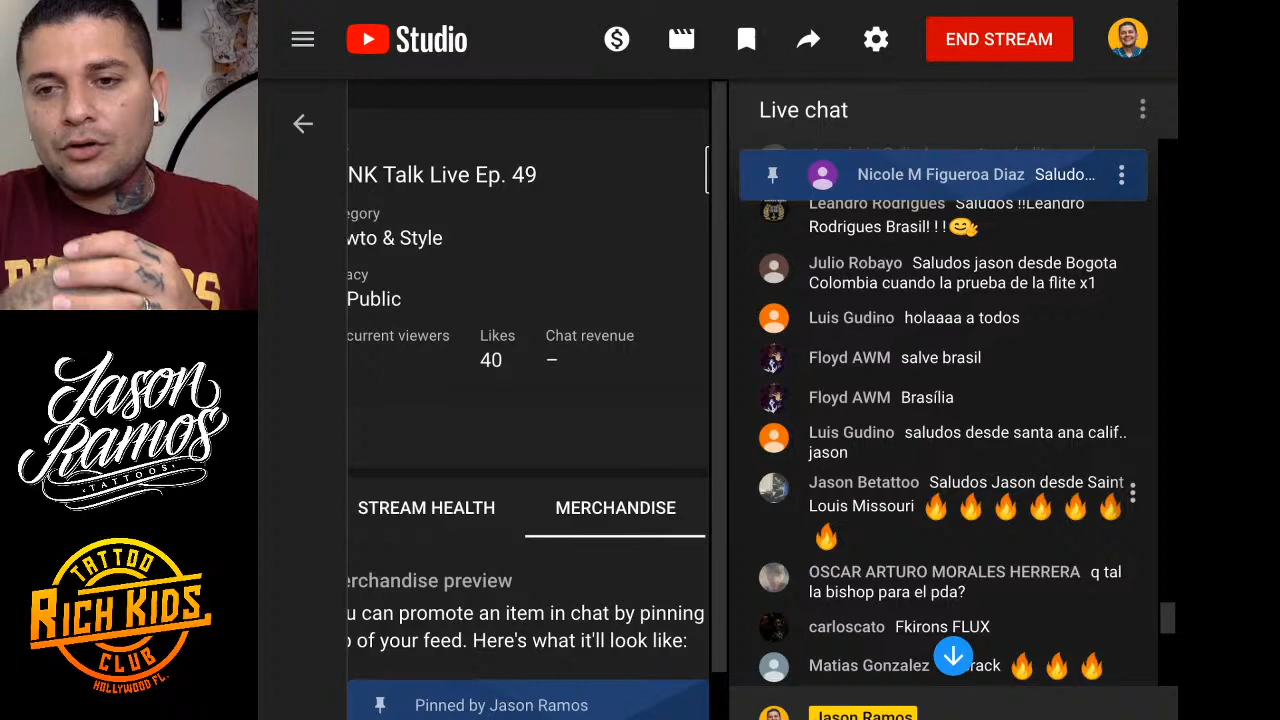 Studio
END STREAM
Live chat
NK Talk Live Ep. 49
egory
wto & Style
acy
Public
current viewers
Likes
Chat revenue
40
–
STREAM HEALTH
MERCHANDISE
erchandise preview
u can promote an item in chat by pinning
of your feed. Here's what it'll look like:
Pinned by Jason Ramos
Nicole M Figueroa Diaz Saludo...
Leandro Rodrigues Saludos !!Leandro
Rodrigues Brasil! ! !😊👋
Julio Robayo Saludos jason desde Bogota
Colombia cuando la prueba de la flite x1
Luis Gudino holaaaa a todos
Floyd AWM salve brasil
Floyd AWM Brasília
Luis Gudino saludos desde santa ana calif..
jason
Jason Betattoo Saludos Jason desde Saint
Louis Missouri 🔥🔥🔥🔥🔥🔥
🔥
OSCAR ARTURO MORALES HERRERA q tal
la bishop para el pda?
carloscato Fkirons FLUX
Matias Gonzalez rack 🔥🔥🔥
Jason Ramos
Jason
Ramos
TATTOOS
TATTOO
RICH KIDS
CLUB
HOLLYWOOD FL.